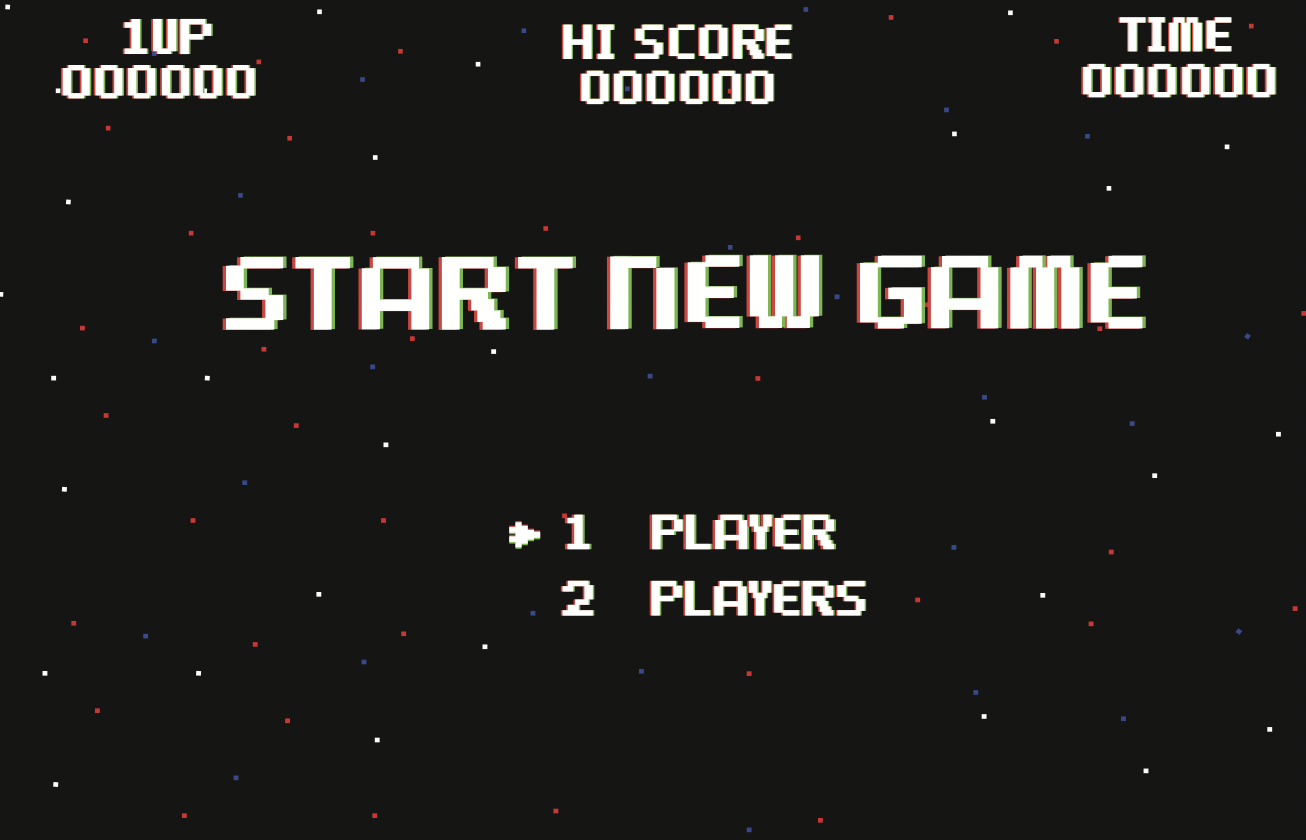 1UP
000000
HI SCORE
000000
TIME
000000
START NEW GAME
1 PLAYER
2 PLAYERS